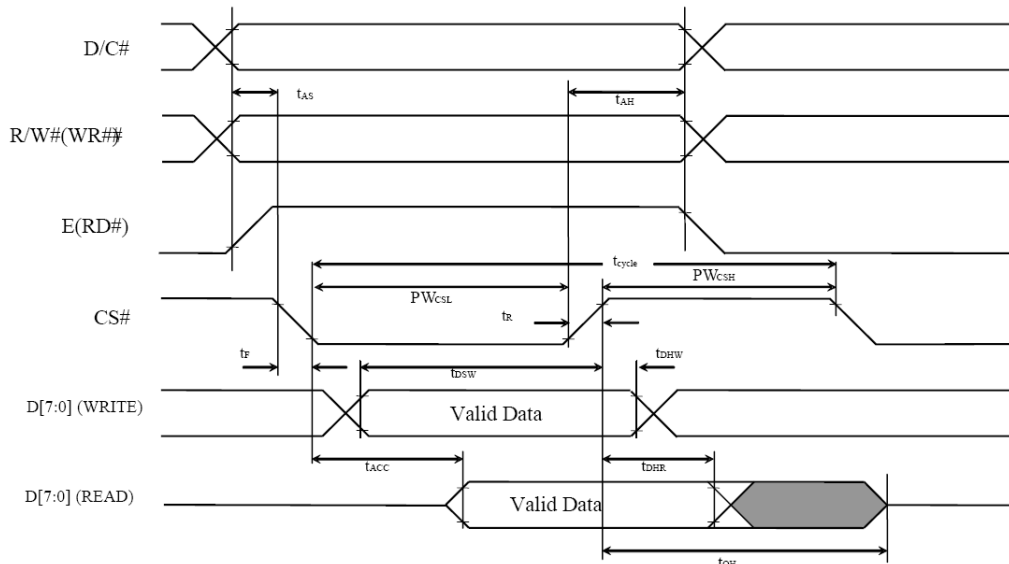 D/C#
tAS
tAH
R/W#(WR##)
E(RD#)
tcycle
PWCSL
PWCSH
CS#
tR
tF
tDSW
tDHW
D[7:0] (WRITE)
Valid Data
tACC
tDHR
D[7:0] (READ)
Valid Data